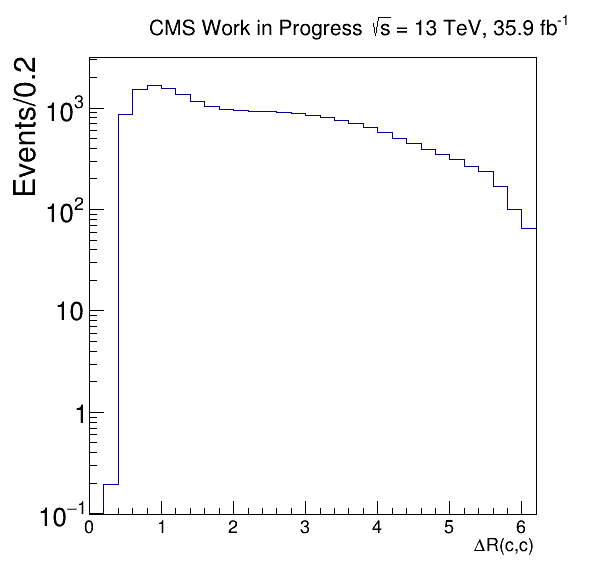 CMS Work in Progress √s = 13 TeV, 35.9 fb⁻¹
Events/0.2
10³
10²
10
1
10⁻¹
0 1 2 3 4 5 6
ΔR(c,c)